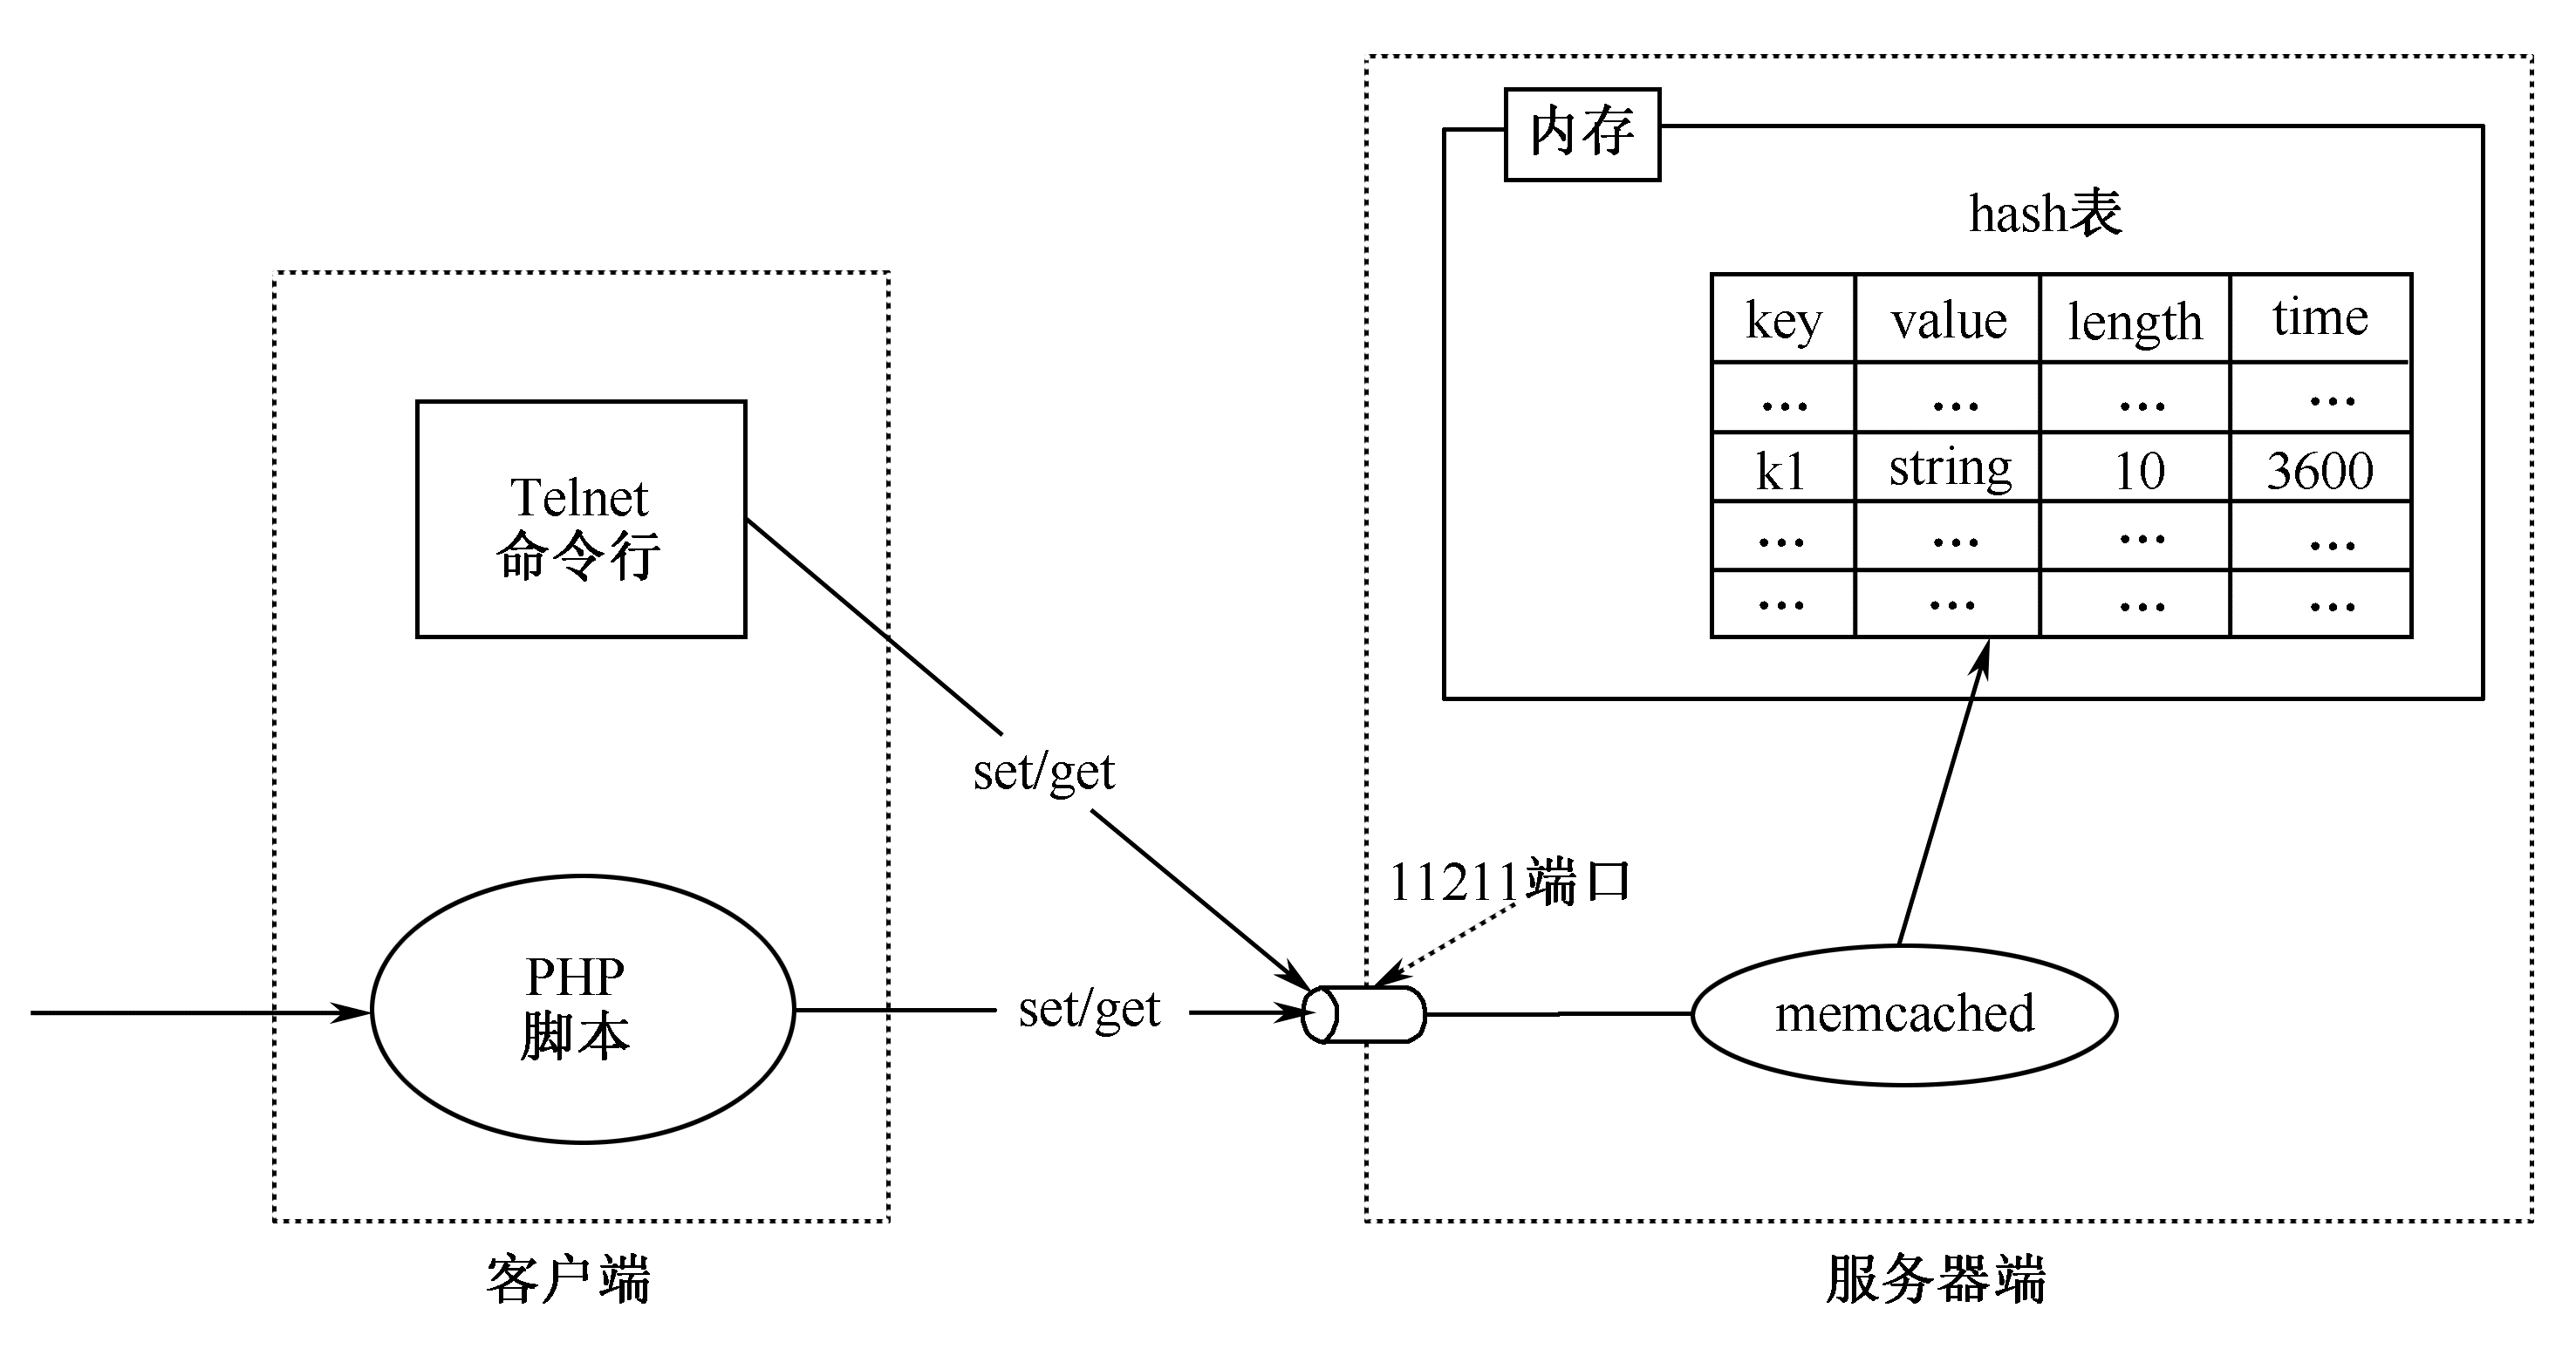 内存
hash表
key value length time
... ... ... ...
k1 string 10 3600
... ... ... ...
... ... ... ...
Telnet
命令行
set/get
11211端口
PHP
脚本
set/get
memcached
客户端
服务器端